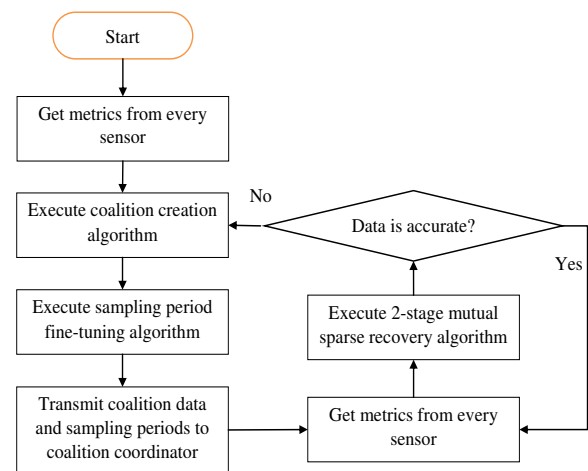 Start
Get metrics from every
sensor
Execute coalition creation
algorithm
Execute sampling period
fine-tuning algorithm
Transmit coalition data
and sampling periods to
coalition coordinator
Get metrics from every
sensor
Execute 2-stage mutual
sparse recovery algorithm
Data is accurate?
No
Yes